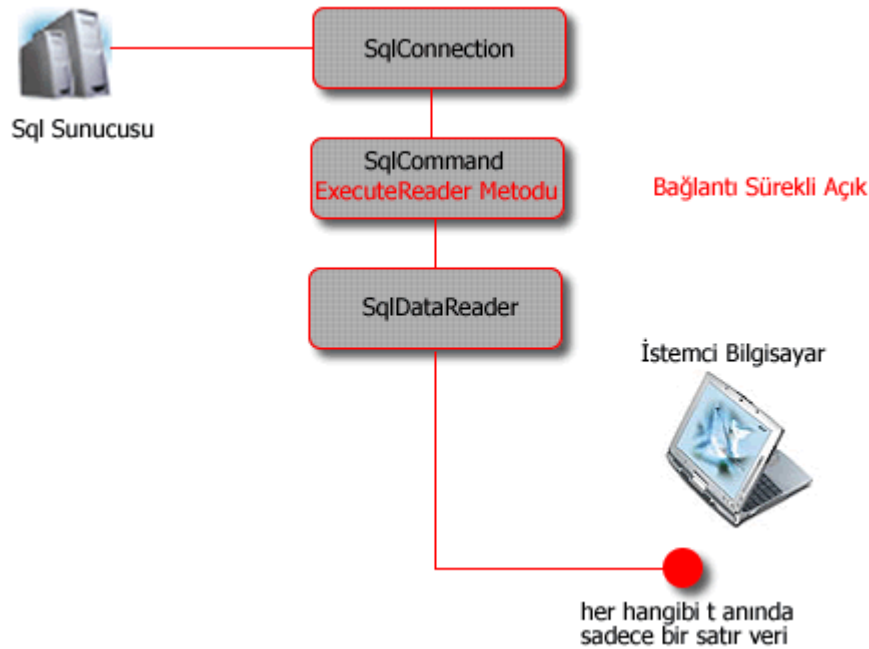 SqlConnection
Sql Sunucusu
SqlCommand
ExecuteReader Metodu
Bağlantı Sürekli Açık
SqlDataReader
İstemci Bilgisayar
her hangibi t anında
sadece bir satır veri